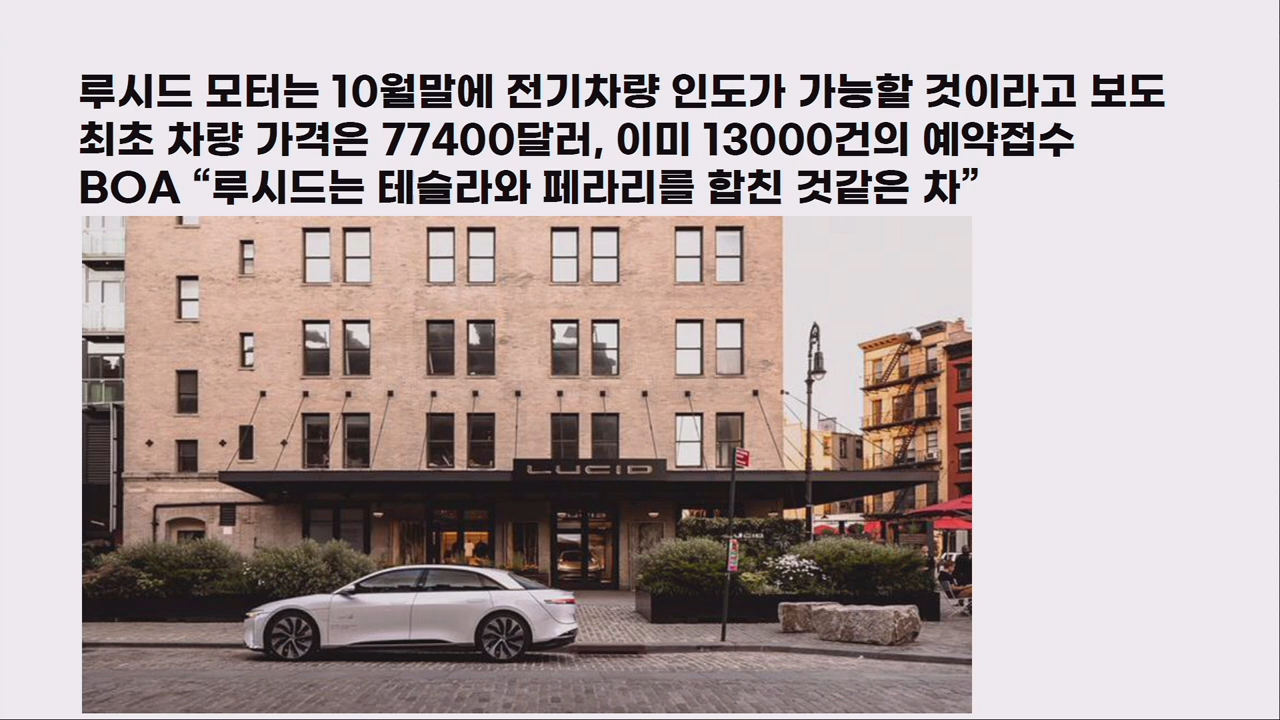 루시드 모터는 10월말에 전기차량 인도가 가능할 것이라고 보도
최초 차량 가격은 77400달러, 이미 13000건의 예약접수
BOA “루시드는 테슬라와 페라리를 합친 것같은 차”
LUCID